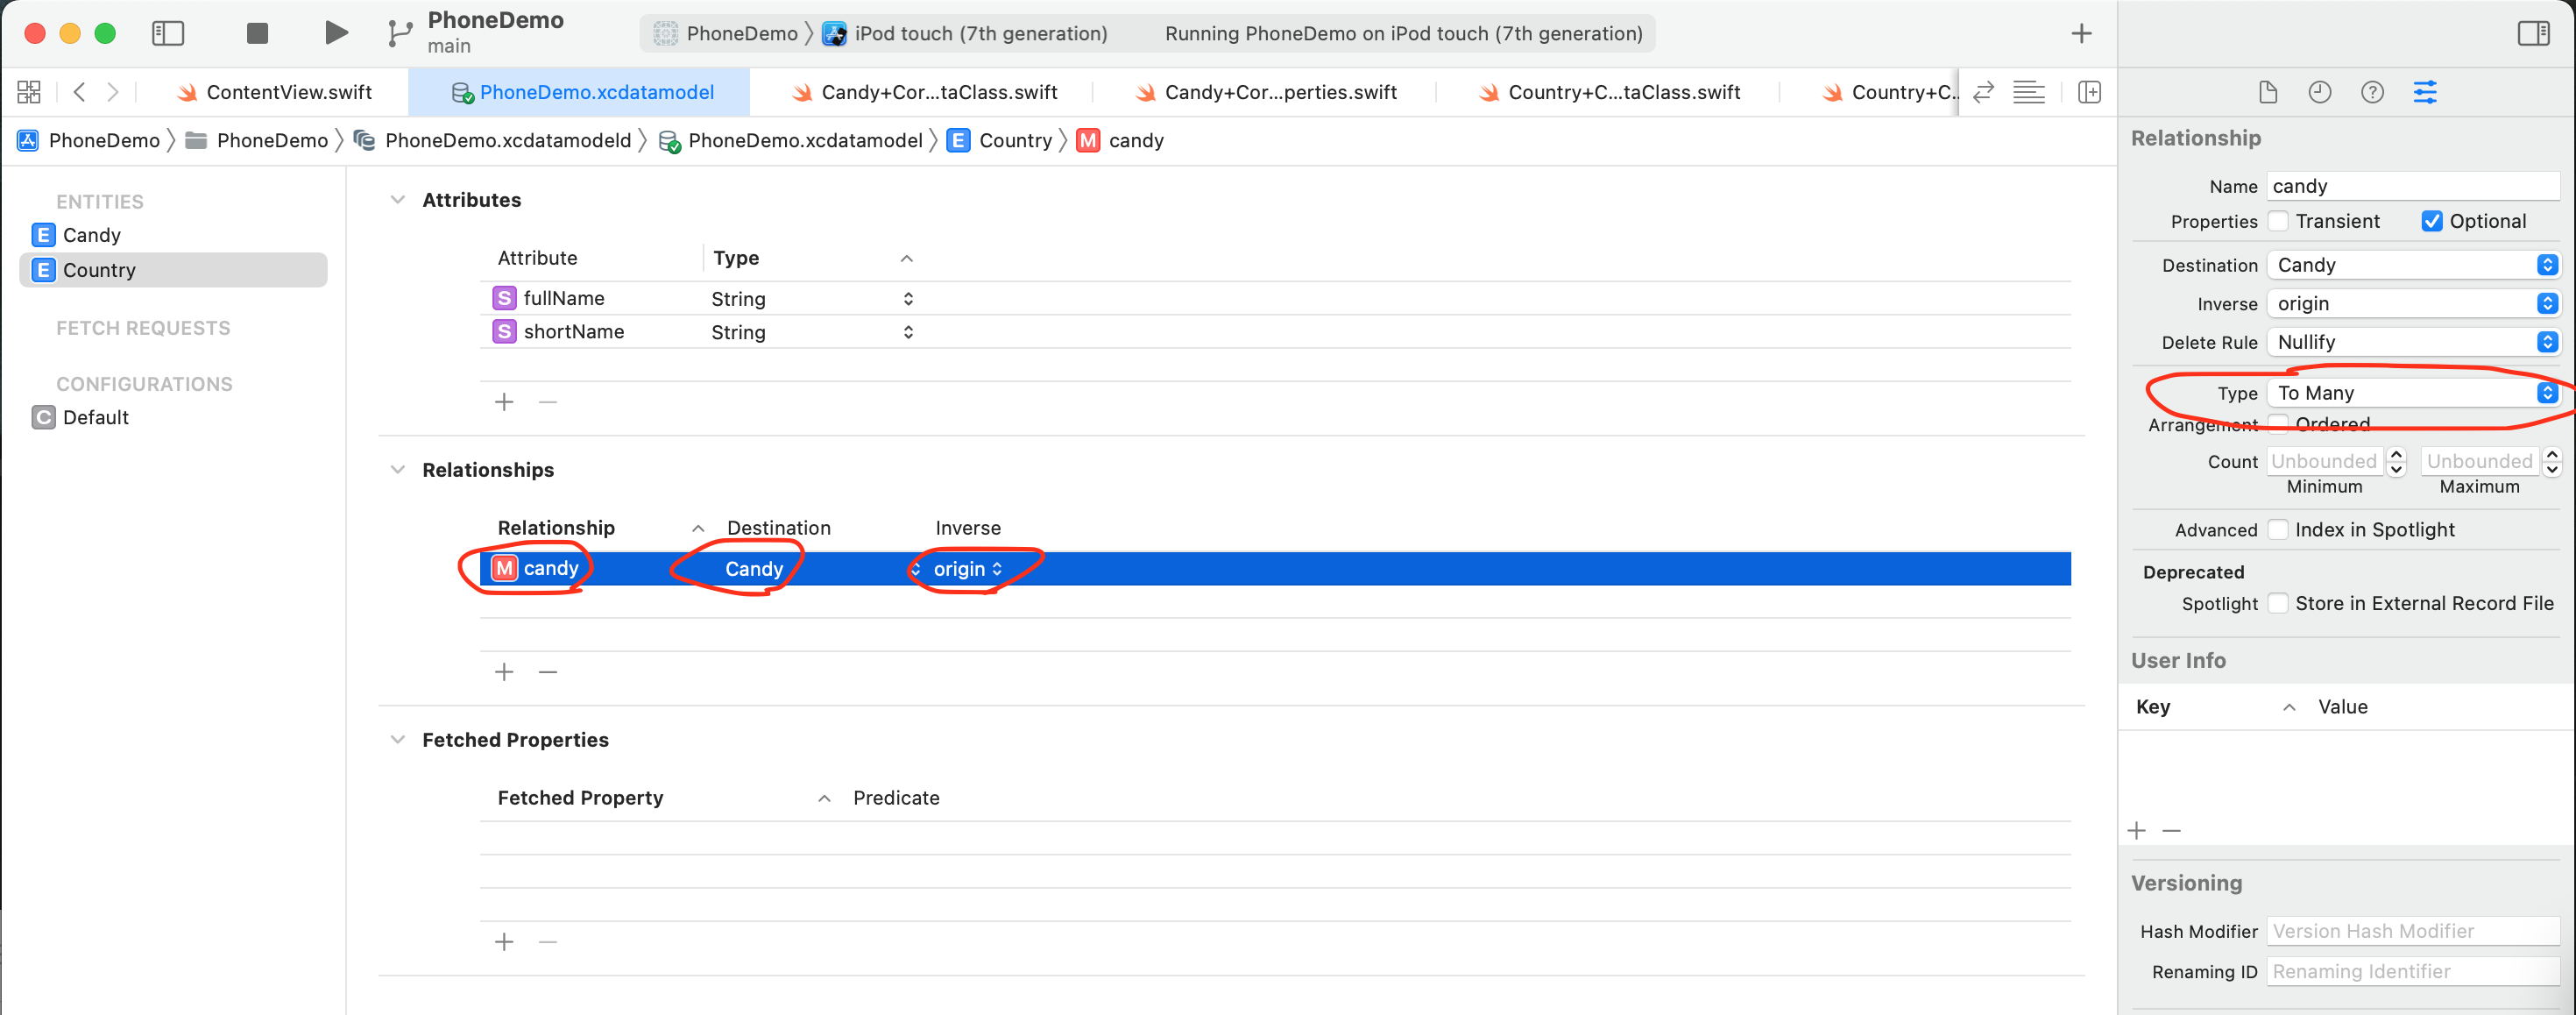 PhoneDemo
main
PhoneDemo iPod touch (7th generation) Running PhoneDemo on iPod touch (7th generation)
ContentView.swift PhoneDemo.xcdatamodel Candy+Cor...taClass.swift Candy+Cor...perties.swift Country+C...taClass.swift Country+C..
PhoneDemo PhoneDemo PhoneDemo.xcdatamodeld PhoneDemo.xcdatamodel E Country M candy
ENTITIES
E Candy
E Country
FETCH REQUESTS
CONFIGURATIONS
C Default
Attributes
Attribute Type
S fullName String
S shortName String
Relationships
Relationship Destination Inverse
M candy Candy origin
Fetched Properties
Fetched Property Predicate
Relationship
Name candy
Properties Transient Optional
Destination Candy
Inverse origin
Delete Rule Nullify
Type To Many
Arrangement Ordered
Count Unbounded Unbounded
Minimum Maximum
Advanced Index in Spotlight
Deprecated
Spotlight Store in External Record File
User Info
Key Value
Versioning
Hash Modifier Version Hash Modifier
Renaming ID Renaming Identifier